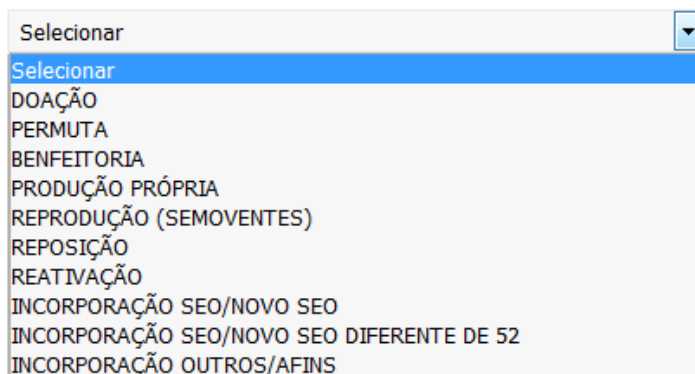 Selecionar
Selecionar
DOAÇÃO
PERMUTA
BENFEITORIA
PRODUÇÃO PRÓPRIA
REPRODUÇÃO (SEMOVENTES)
REPOSIÇÃO
REATIVAÇÃO
INCORPORAÇÃO SEO/NOVO SEO
INCORPORAÇÃO SEO/NOVO SEO DIFERENTE DE 52
INCORPORAÇÃO OUTROS/AFINS